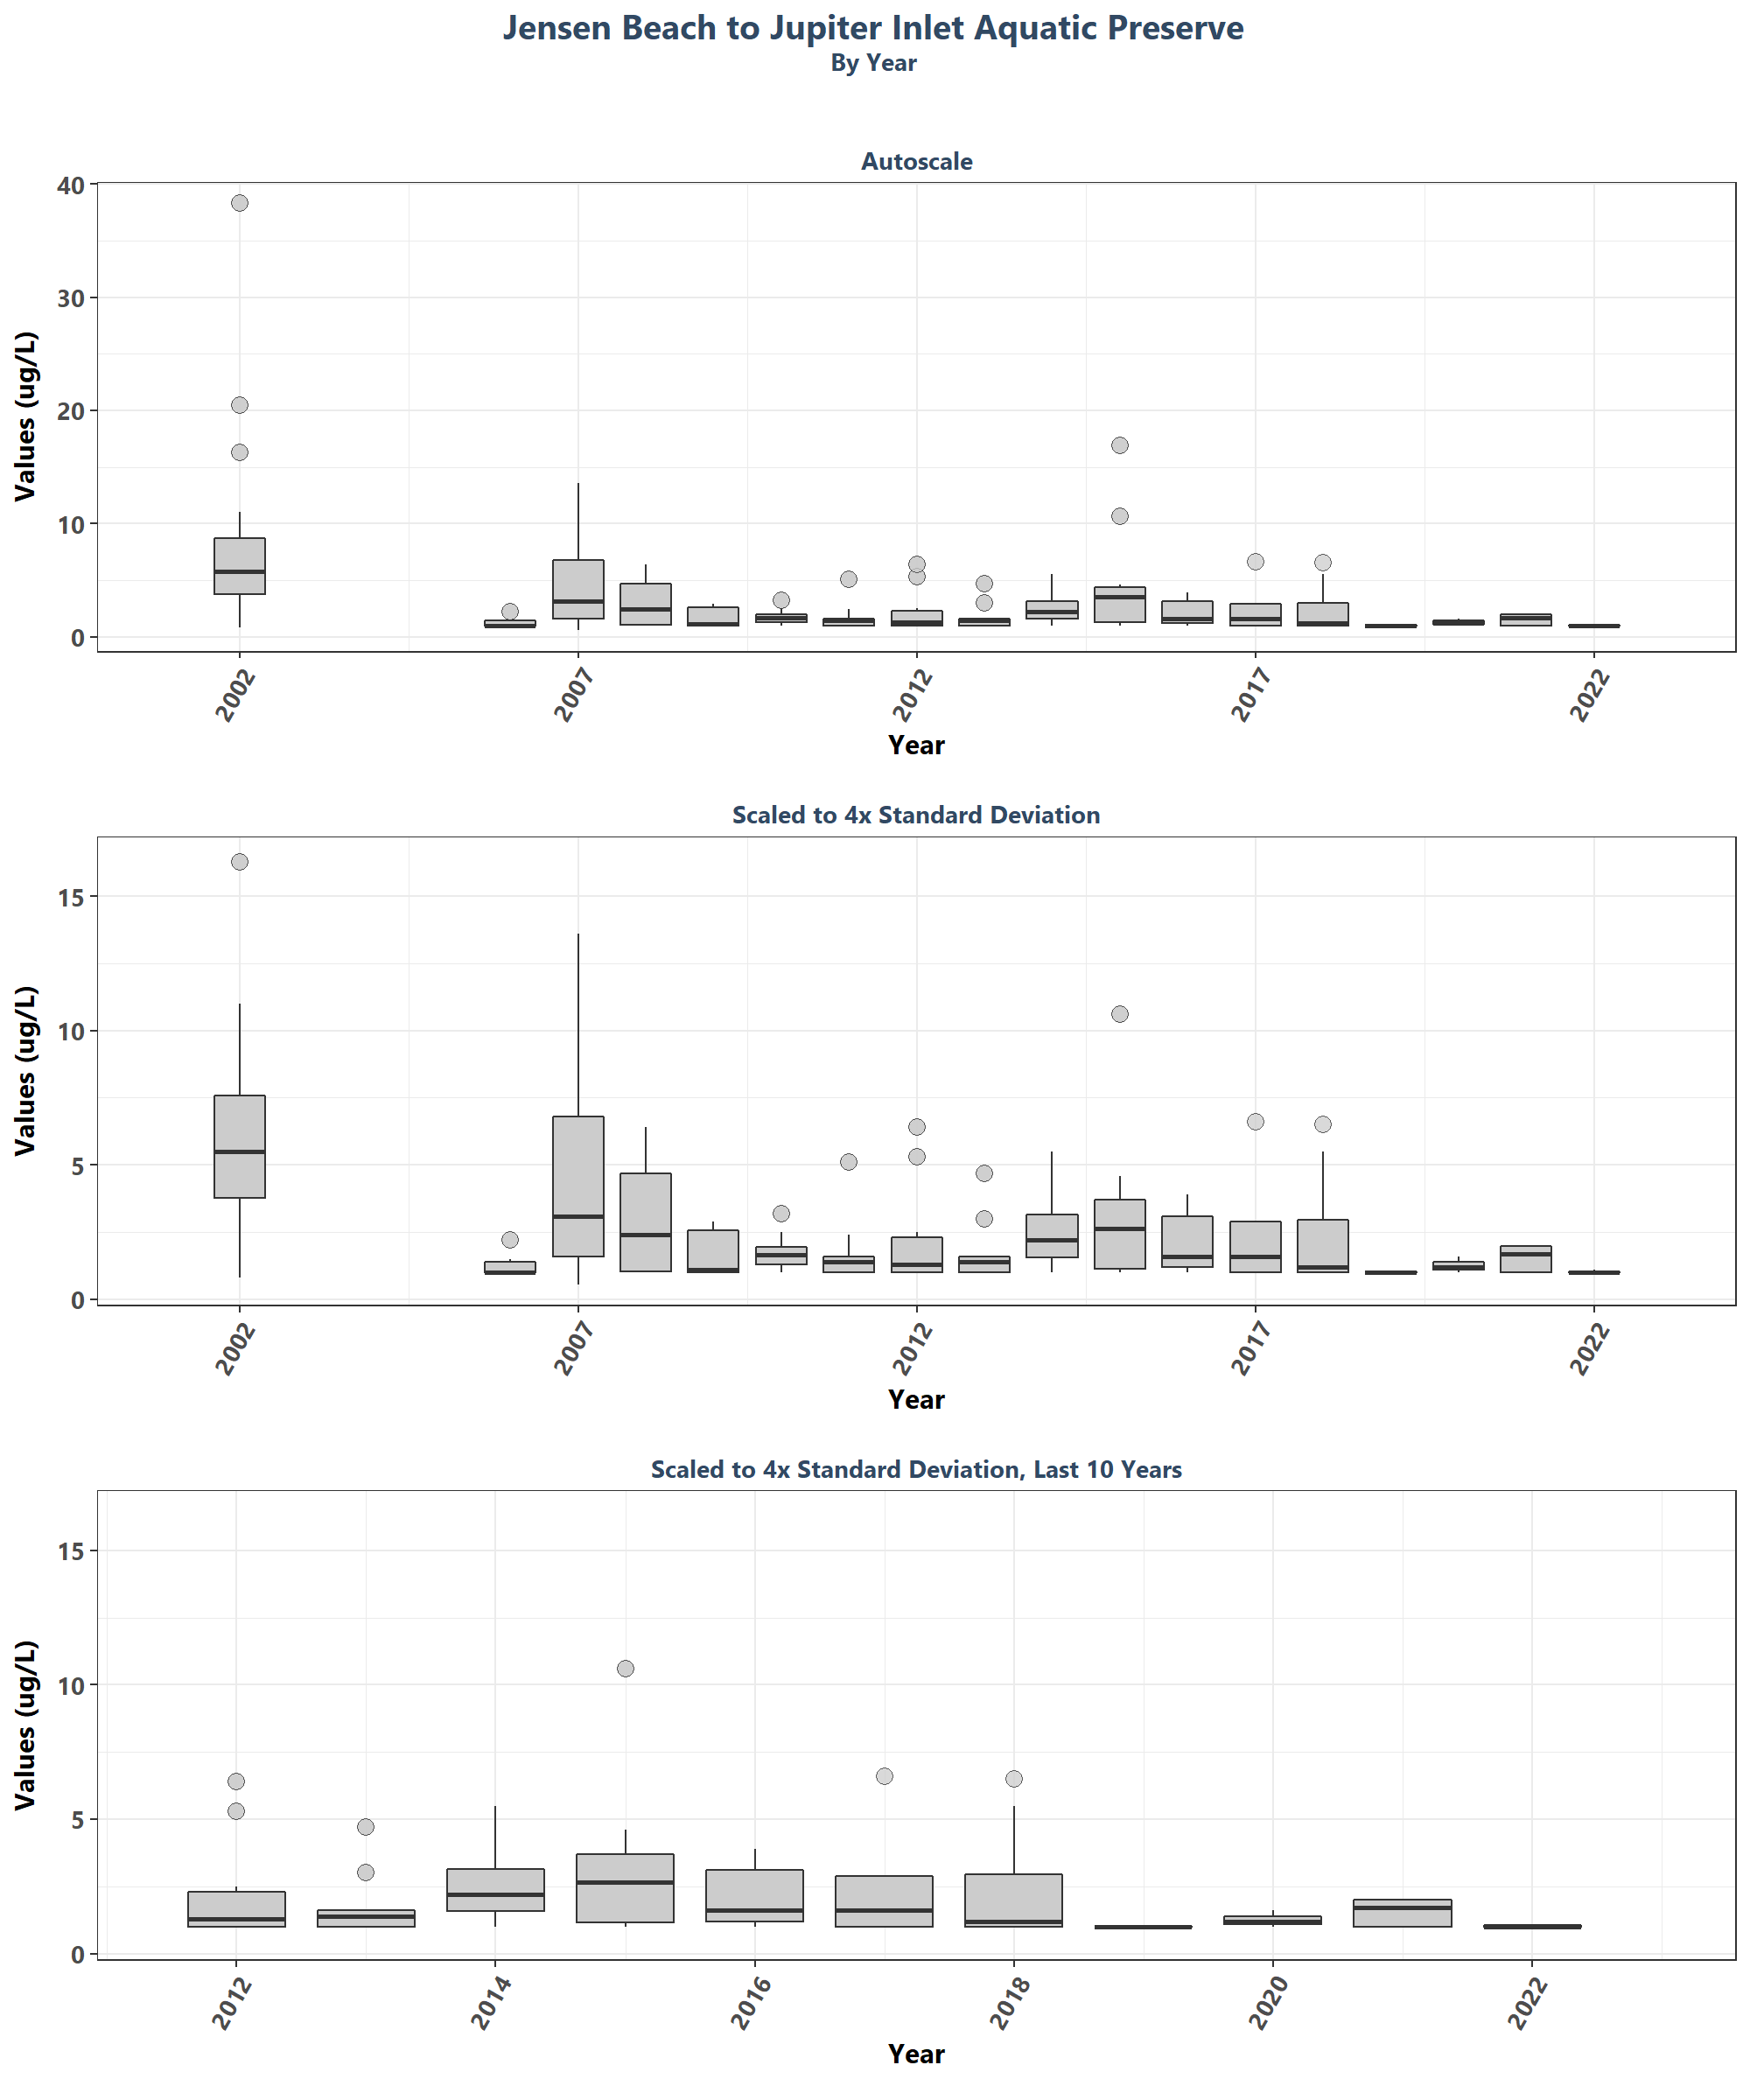 Jensen Beach to Jupiter Inlet Aquatic Preserve
By Year
Autoscale
40
30
20
10
0
Values (ug/L)
2002
2007
2012
2017
2022
Year
Scaled to 4x Standard Deviation
15
10
5
0
Values (ug/L)
2002
2007
2012
2017
2022
Year
Scaled to 4x Standard Deviation, Last 10 Years
15
10
5
0
Values (ug/L)
2012
2014
2016
2018
2020
2022
Year